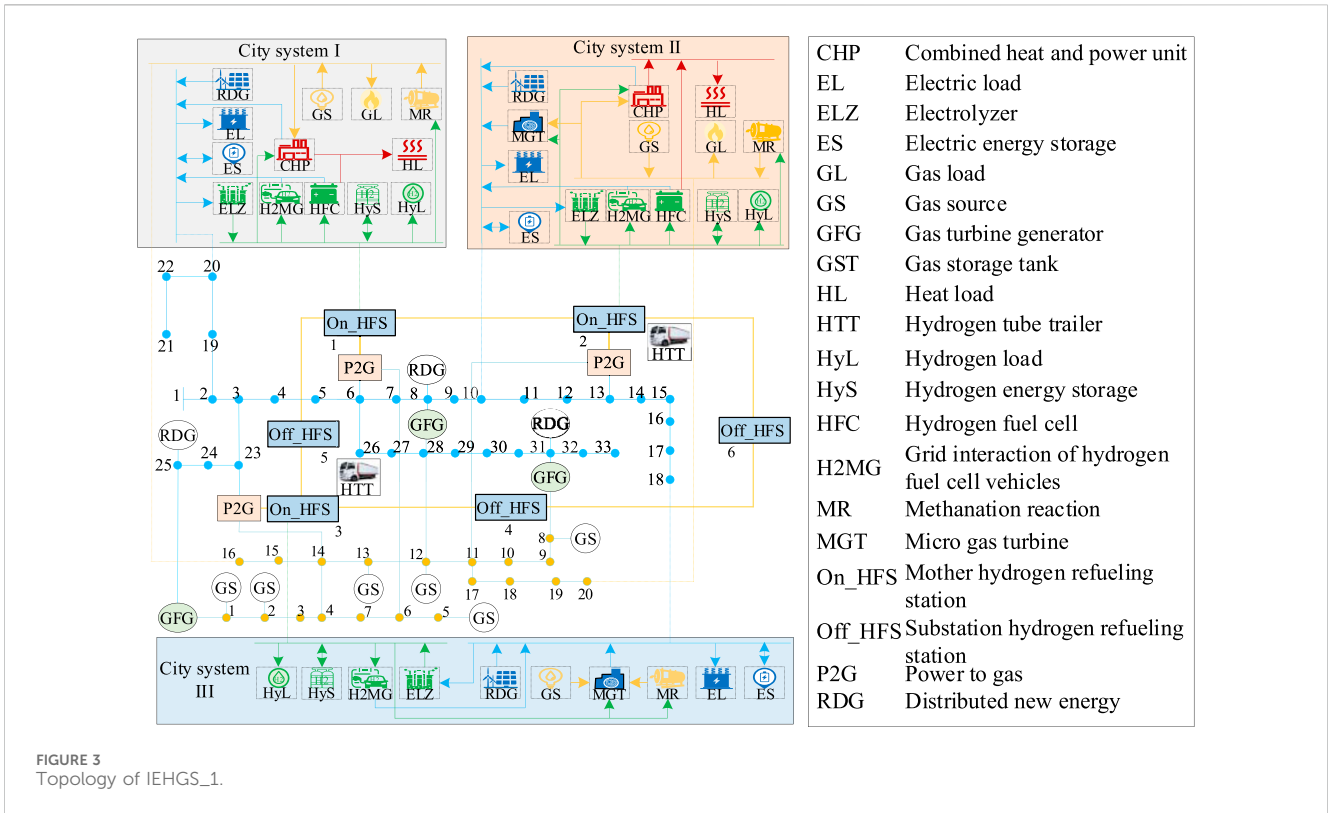 City system I
RDG
GS
GL
MR
EL
ES
CHP
HL
ELZ
H2MG
HFC
HyS
HyL
City system II
RDG
CHP
HL
MGT
GS
GL
MR
EL
ELZ
H2MG
HFC
HyS
HyL
ES
22
20
21
19
On_HFS
1
On_HFS
2
HTT
P2G
P2G
RDG
1
2
3
4
5
6
7
8
9
10
11
12
13
14
15
16
17
18
RDG
GFG
RDG
Off_HFS
5
Off_HFS
6
25
24
23
26
27
28
29
30
31
32
33
HTT
GFG
P2G
On_HFS
3
Off_HFS
4
8
GS
16
15
14
13
12
11
10
9
GS
GS
GS
GS
17
18
19
20
GFG
1
2
3
4
7
6
5
GS
City system
III
HyL
HyS
H2MG
ELZ
RDG
GS
MGT
MR
EL
ES
CHP Combined heat and power unit
EL Electric load
ELZ Electrolyzer
ES Electric energy storage
GL Gas load
GS Gas source
GFG Gas turbine generator
GST Gas storage tank
HL Heat load
HTT Hydrogen tube trailer
HyL Hydrogen load
HyS Hydrogen energy storage
HFC Hydrogen fuel cell
H2MG Grid interaction of hydrogen
fuel cell vehicles
MR Methanation reaction
MGT Micro gas turbine
On_HFS Mother hydrogen refueling
station
Off_HFS Substation hydrogen refueling
station
P2G Power to gas
RDG Distributed new energy
FIGURE 3
Topology of IEHGS_1.